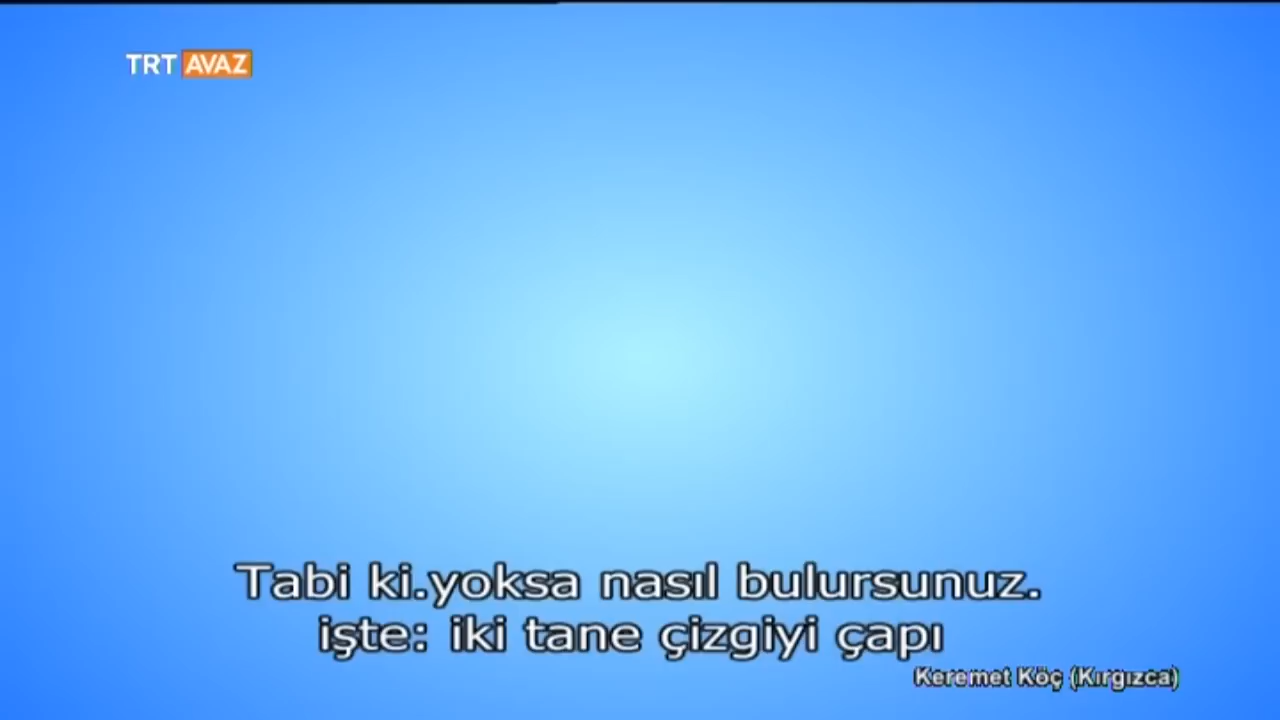 TRT AVAZ
Tabi ki.yoksa nasıl bulursunuz.
işte: iki tane çizgiyi çapı
Keremet Köç (Kırgızca)